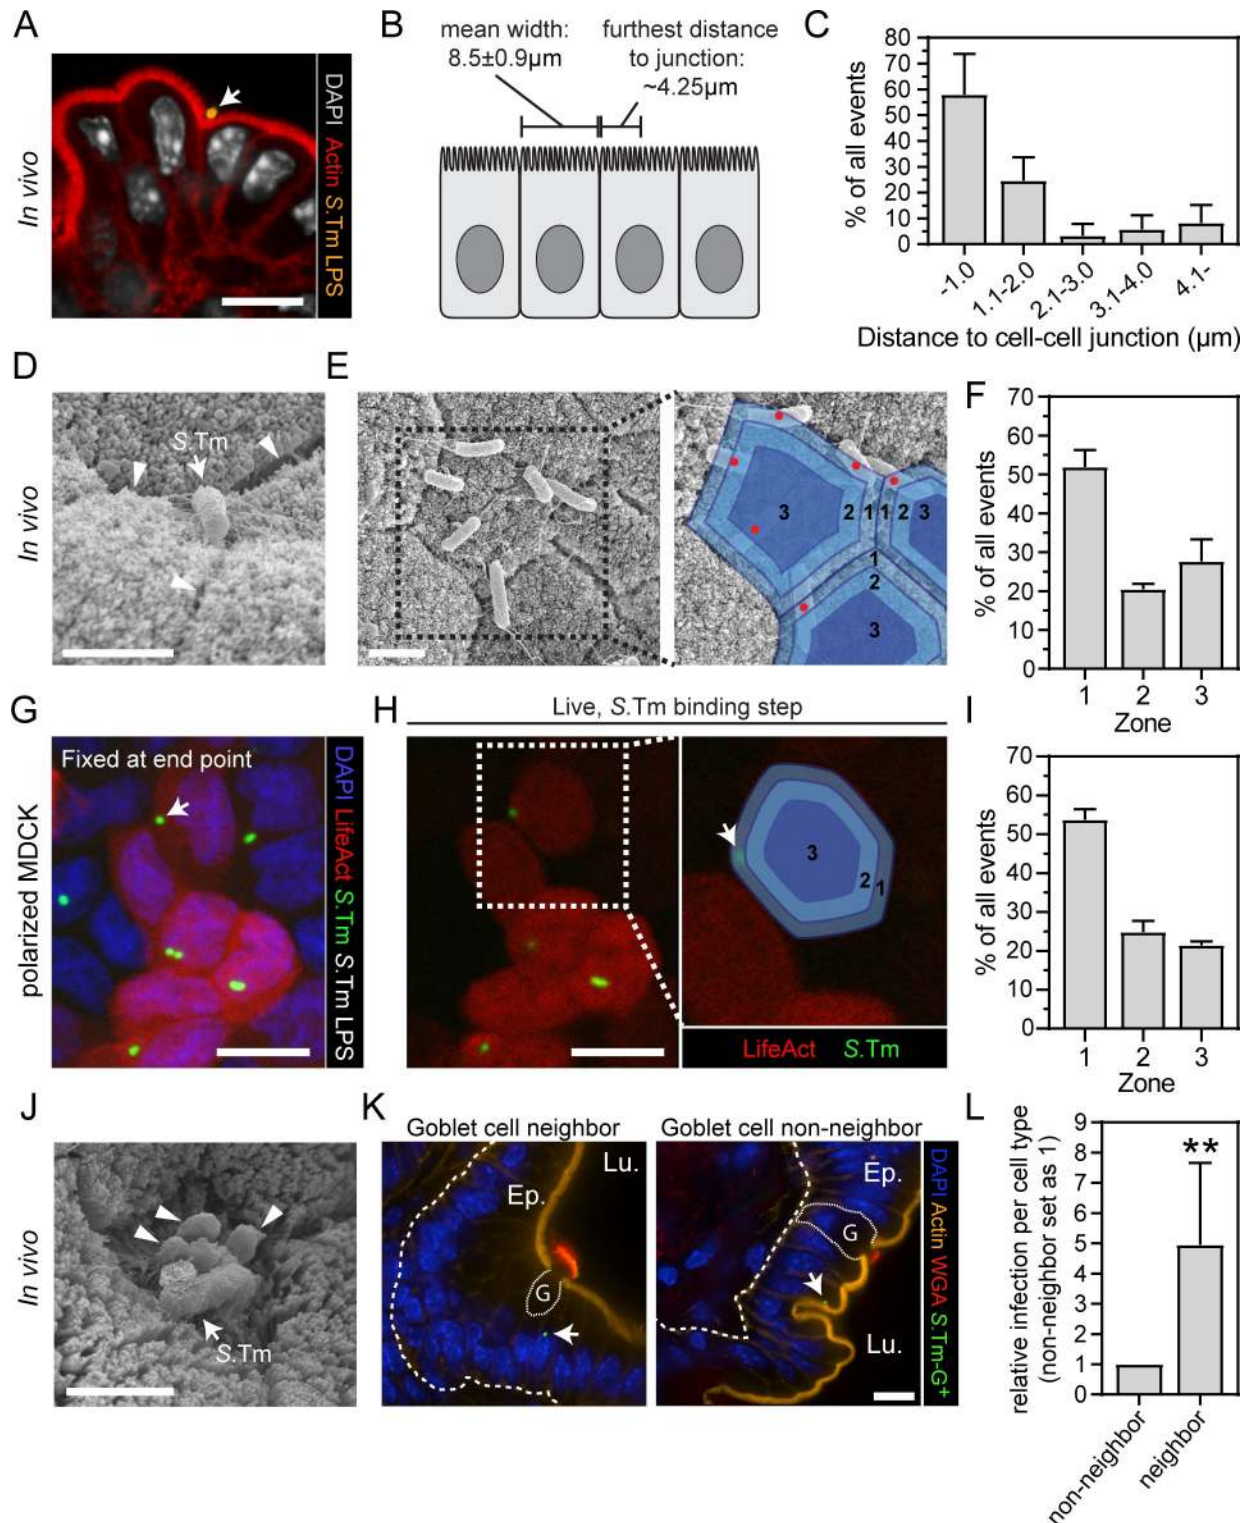 A
In vivo
DAPI Actin S.Tm LPS
B
mean width:
8.5±0.9µm
furthest distance
to junction:
~4.25µm
C
% of all events
80
70
60
50
40
30
20
10
0
-1.0
1.1-2.0
2.1-3.0
3.1-4.0
4.1-
Distance to cell-cell junction (µm)
D
In vivo
S.Tm
E
3
2
1
1
2
3
1
2
3
F
% of all events
70
60
50
40
30
20
10
0
1 2 3
Zone
G
polarized MDCK
Fixed at end point
DAPI LifeAct S.Tm S.Tm LPS
H
Live, S.Tm binding step
3
2
1
LifeAct S.Tm
I
% of all events
70
60
50
40
30
20
10
0
1 2 3
Zone
J
In vivo
S.Tm
K
Goblet cell neighbor
Lu.
Ep.
G
Goblet cell non-neighbor
Ep.
G
Lu.
DAPI Actin WGA S.Tm-G+
L
relative infection per cell type
(non-neighbor set as 1)
9
8
7
6
5
4
3
2
1
0
**
non-neighbor
neighbor